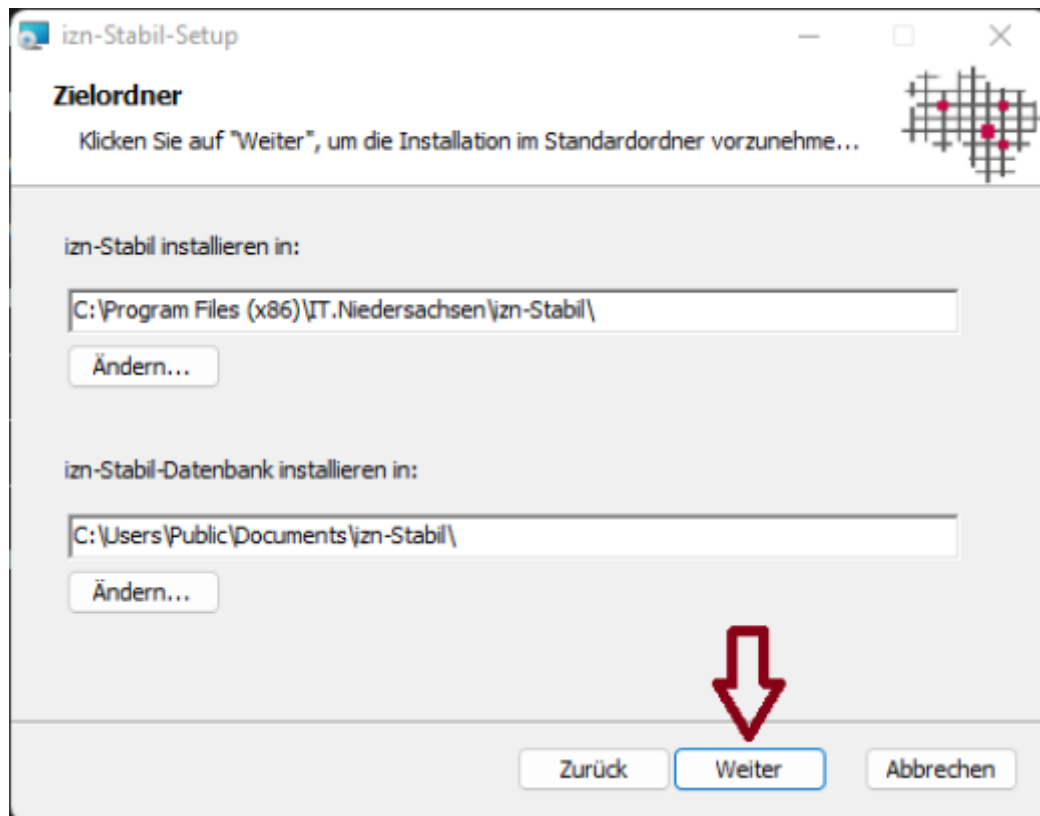 izn-Stabil-Setup
Zielordner
Klicken Sie auf "Weiter", um die Installation im Standardordner vorzunehme...
izn-Stabil installieren in:
C:\Program Files (x86)\IT.Niedersachsen\izn-Stabil\
Ändern...
izn-Stabil-Datenbank installieren in:
C:\Users\Public\Documents\izn-Stabil\
Ändern...
Zurück Weiter Abbrechen